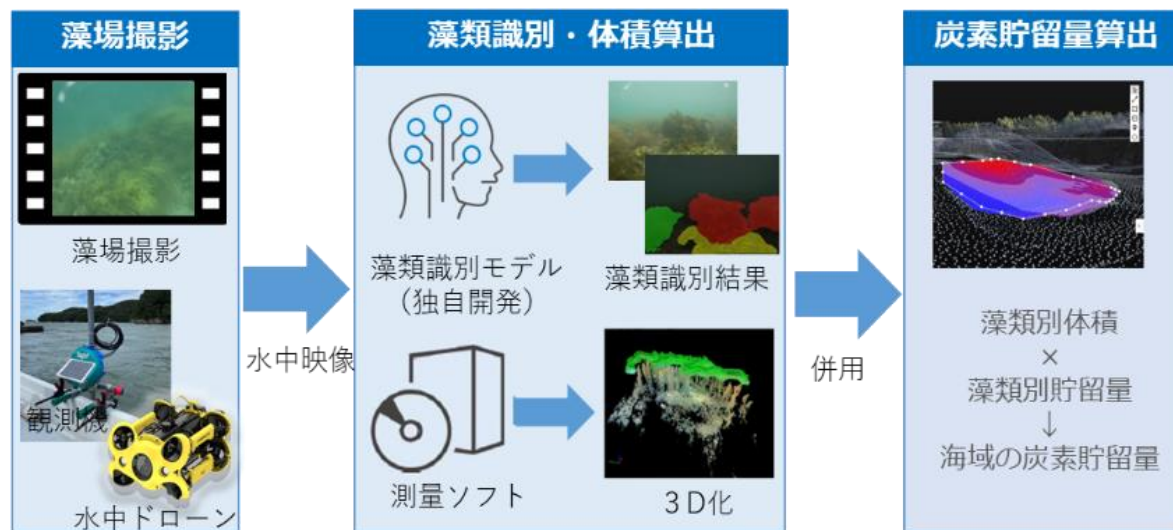 藻場撮影
藻場撮影
観測機
水中ドローン
水中映像
藻類識別・体積算出
藻類識別モデル
（独自開発）
藻類識別結果
測量ソフト
３D化
併用
炭素貯留量算出
藻類別体積
×
藻類別貯留量
↓
海域の炭素貯留量